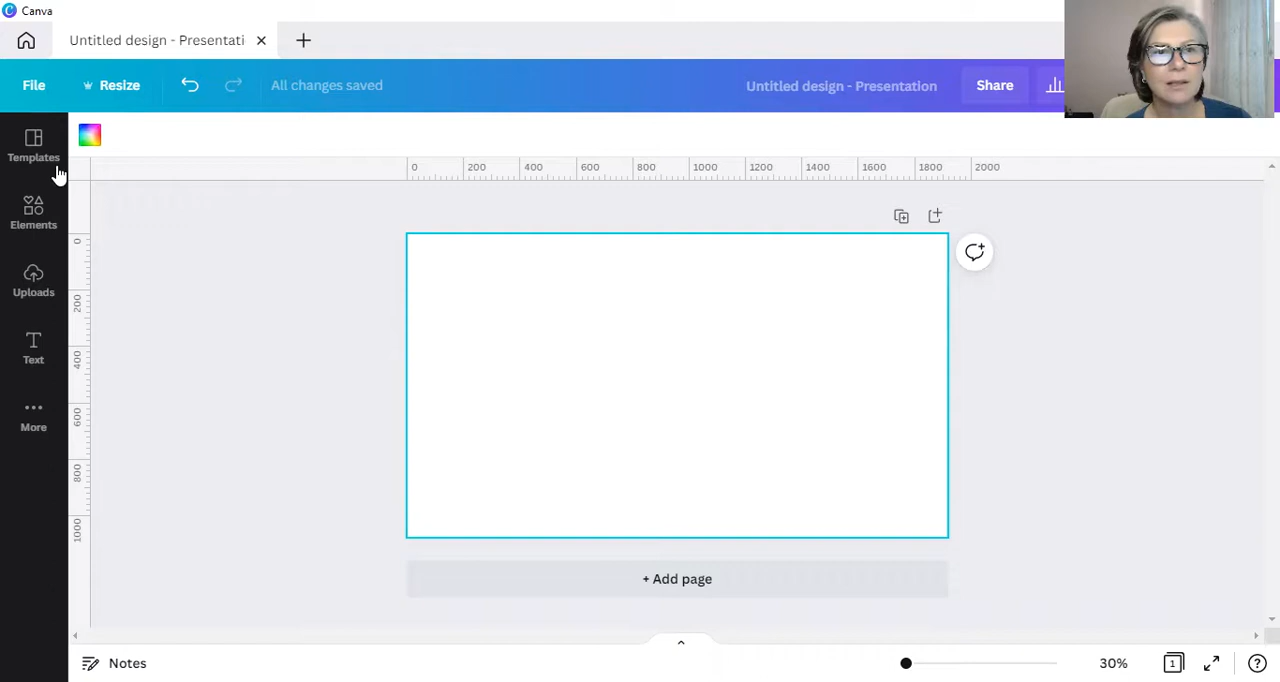 Canva
Untitled design - Presentati
File
Resize
All changes saved
Untitled design - Presentation
Share
Templates
Elements
Uploads
Text
More
0 200 400 600 800 1000 1200 1400 1600 1800 2000
0
200
400
600
800
1000
+ Add page
Notes
30%
1
?